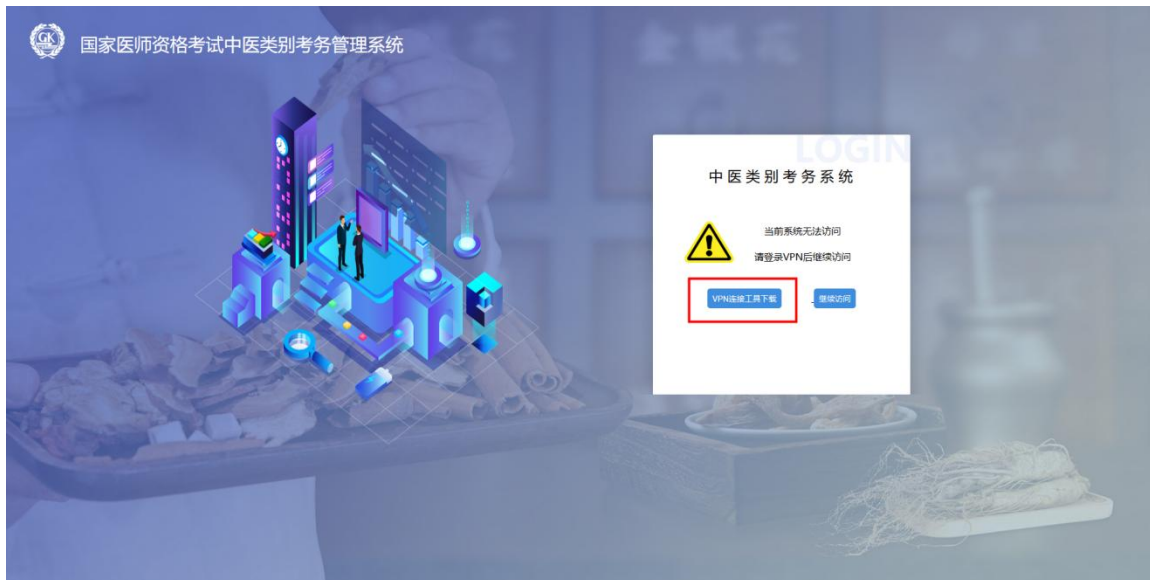 GK
国家医师资格考试中医类别考务管理系统
LOGIN
中医类别考务系统
当前系统无法访问
请登录VPN后继续访问
VPN连接工具下载
继续访问